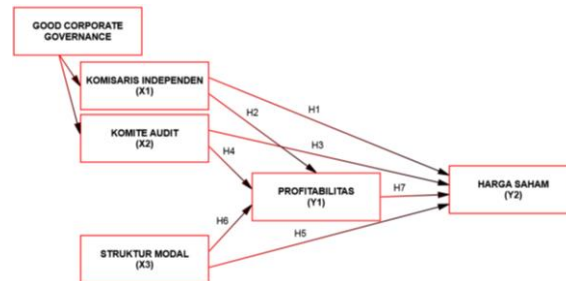 GOOD CORPORATE
GOVERNANCE
KOMISARIS INDEPENDEN
(X1)
H1
H2
KOMITE AUDIT
(X2)
H3
H4
PROFITABILITAS
(Y1)
H7
HARGA SAHAM
(Y2)
H6
H5
STRUKTUR MODAL
(X3)